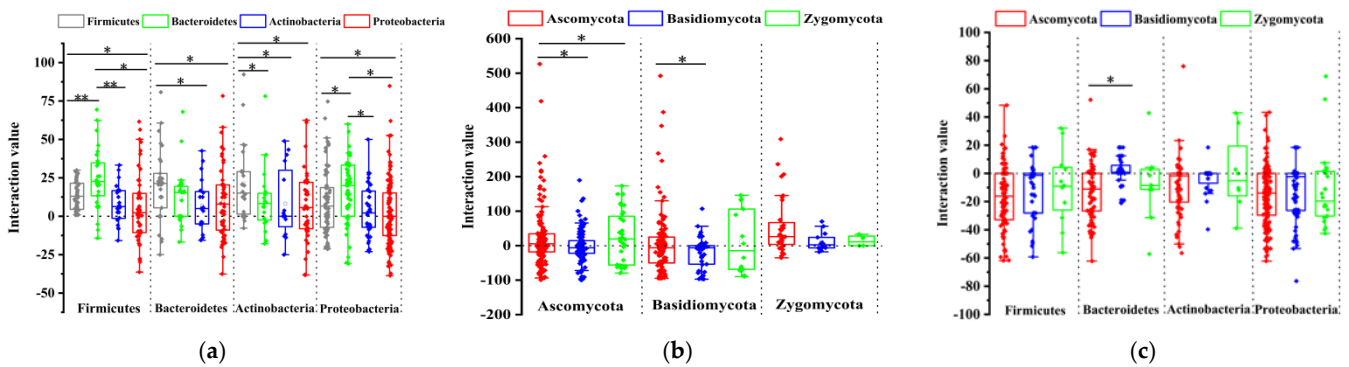 Firmicutes Bacteroidetes Actinobacteria Proteobacteria
Interaction value
100
75
50
25
0
25
50
* * ** ** *
* *
* * * *
* * * *
Firmicutes Bacteroidetes Actinobacteria Proteobacteria
(a)
Ascomycota Basidiomycota Zygomycota
Interaction value
600
500
400
300
200
100
0
-100
-200
* *
*
Ascomycota Basidiomycota Zygomycota
(b)
Ascomycota Basidiomycota Zygomycota
Interaction value
100
80
60
40
20
0
-20
-40
-60
-80
-100
*
Firmicutes Bacteroidetes Actinobacteria Proteobacteria
(c)